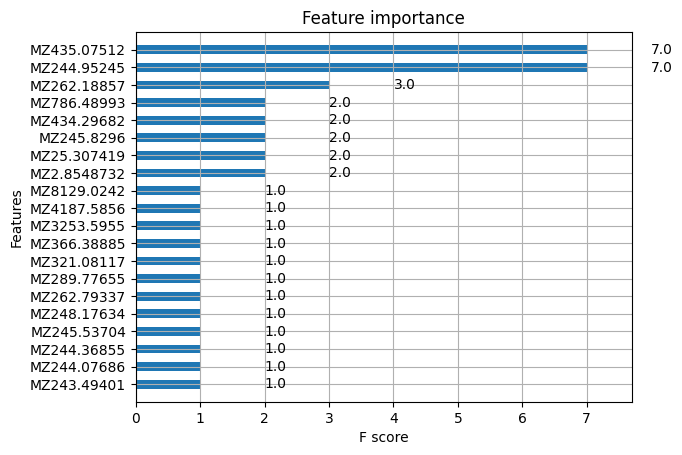 Feature importance
Features
MZ435.07512 7.0
MZ244.95245 7.0
MZ262.18857 3.0
MZ786.48993 2.0
MZ434.29682 2.0
MZ245.8296 2.0
MZ25.307419 2.0
MZ2.8548732 2.0
MZ8129.0242 1.0
MZ4187.5856 1.0
MZ3253.5955 1.0
MZ366.38885 1.0
MZ321.08117 1.0
MZ289.77655 1.0
MZ262.79337 1.0
MZ248.17634 1.0
MZ245.53704 1.0
MZ244.36855 1.0
MZ244.07686 1.0
MZ243.49401 1.0
0 1 2 3 4 5 6 7
F score